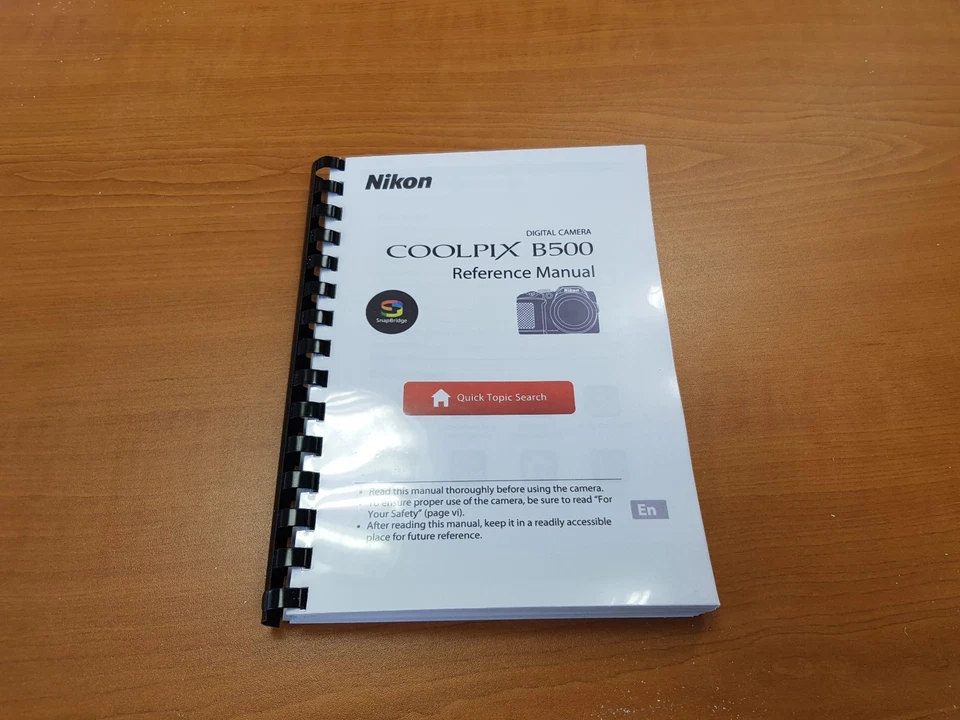 Nikon
DIGITAL CAMERA
COOLPIX B500
Reference Manual
Nikon
SnapBridge
Quick Topic Search
• Read this manual thoroughly before using the camera.
• To ensure proper use of the camera, be sure to read “For
Your Safety” (page vi).
• After reading this manual, keep it in a readily accessible
place for future reference.
En